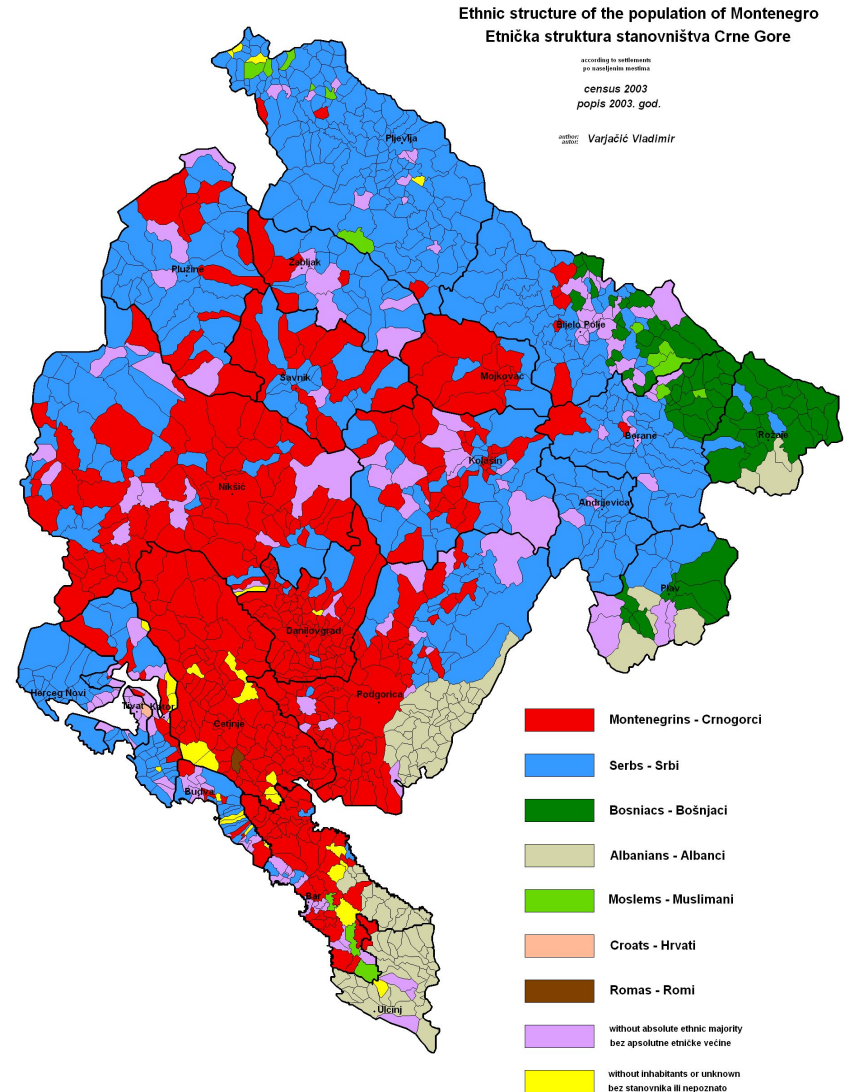 Ethnic structure of the population of Montenegro
Etnička struktura stanovništva Crne Gore
according to settlements
po naseljenim mestima
census 2003
popis 2003. god.
author:
autor:
Varjačić Vladimir
Pljevlja
Žabljak
Plužine
Bijelo Polje
Šavnik
Mojkovac
Berane
Rožaje
Kolašin
Nikšić
Andrijevica
Plav
Danilovgrad
Herceg Novi
Tivat
Kotor
Podgorica
Cetinje
Budva
Bar
Ulcinj
Montenegrins - Crnogorci
Serbs - Srbi
Bosniacs - Bošnjaci
Albanians - Albanci
Moslems - Muslimani
Croats - Hrvati
Romas - Romi
without absolute ethnic majority
bez apsolutne etničke većine
without inhabitants or unknown
bez stanovnika ili nepoznato